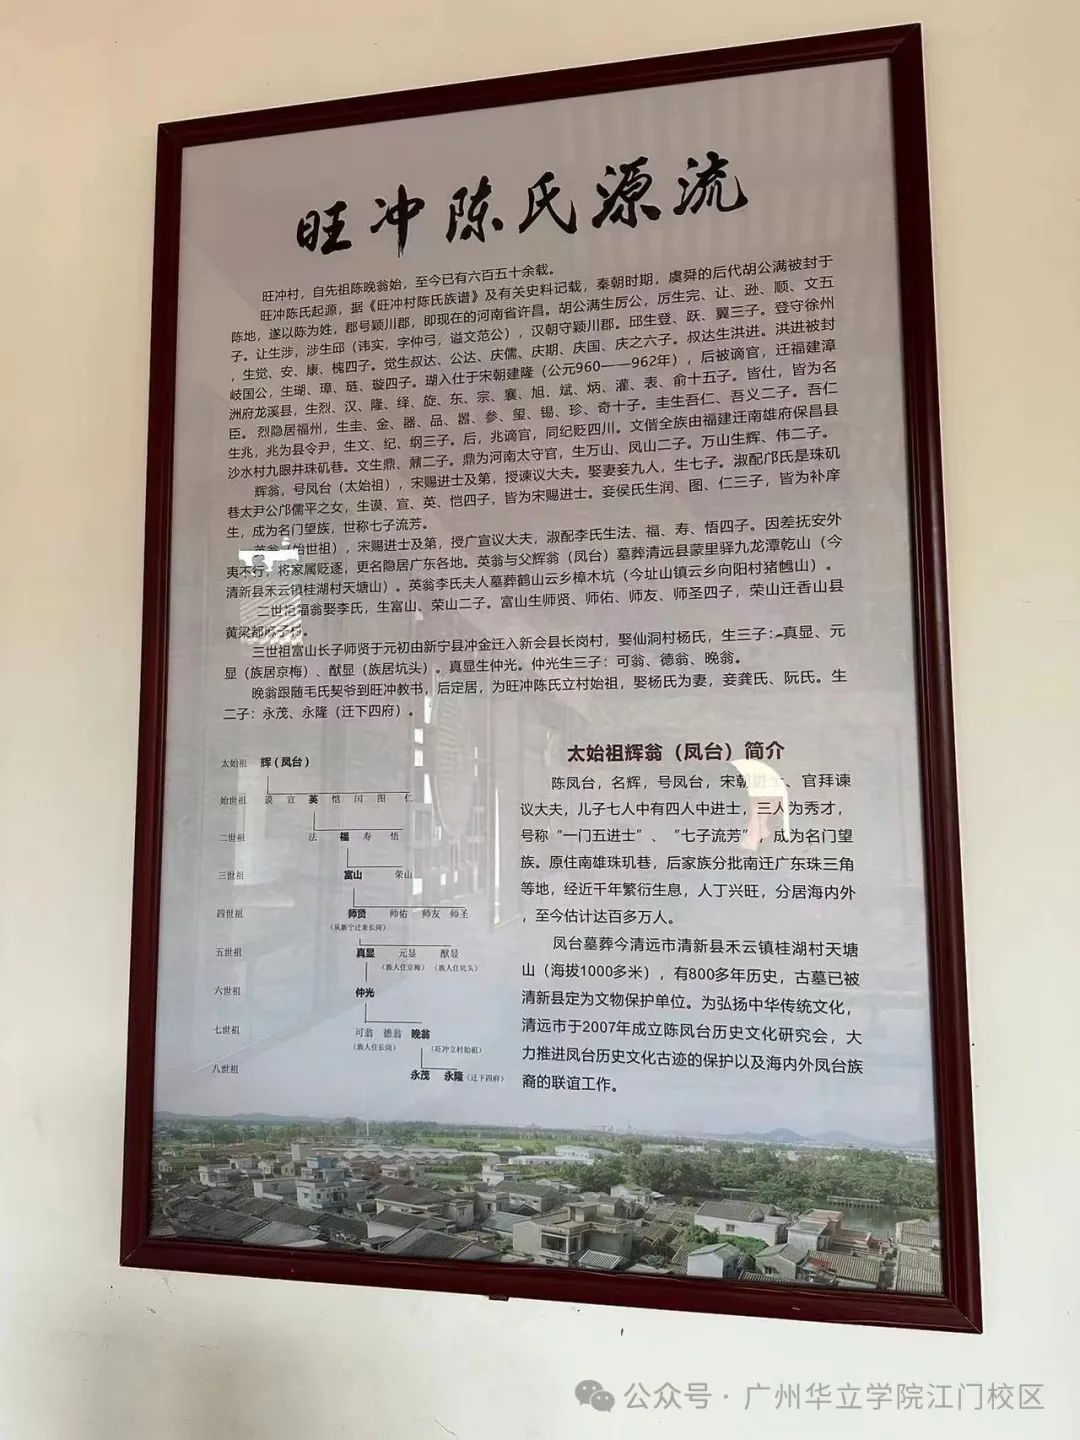 旺冲陈氏源流
旺冲村，自先祖陈晚翁始，至今已有六百五十余载。
旺冲陈氏起源，据《旺冲村陈氏族谱》及有关史料记载，秦朝时期，虞舜的后代胡公满被封于
陈地，遂以陈为姓，郡号颍川郡，即现在的河南省许昌。胡公满生厉公，厉生完、让、逊、顺、文五
子。让生涉，涉生邱（讳实，字仲弓，谥文范公），汉朝守颍川郡。邱生登、跃、翼三子。登守徐州
，生觉、安、康、槐四子。觉生叔达、公达、庆儒、庆期、庆国、庆之六子。叔达生洪进。洪进被封
岐国公，生瑚、璋、琏、璇四子。瑚入仕于宋朝建隆（公元960——962年），后被谪官，迁福建漳
洲府龙溪县，生烈、汉、隆、绎、旋、东、宗、襄、旭、斌、炳、灌、表、俞十五子。皆仕，皆为名
臣。烈隐居福州，生圭、金、器、品、嚣、参、玺、锡、珍、奇十子。圭生吾仁、吾义二子。吾仁
生兆，兆为县令尹，生文、纪、纲三子。后，兆谪官，同纪贬四川。文偕全族由福建迁南雄府保昌县
沙水村九眼井珠矶巷。文生鼎、鼐二子。鼎为河南太守官，生万山、凤山二子。万山生辉、伟二子。
辉翁，号凤台（太始祖），宋赐进士及第，授谏议大夫。娶妻妾九人，生七子。淑配邝氏是珠矶
巷太尹公邝儒平之女，生谟、宣、英、恺四子，皆为宋赐进士。妾侯氏生润、图、仁三子，皆为补庠
生，成为名门望族，世称七子流芳。
英翁（始世祖），宋赐进士及第，授广宣议大夫，淑配李氏生法、福、寿、悟四子。因差抚安外
夷不行，将家属贬逐，更名隐居广东各地。英翁与父辉翁（凤台）墓葬清远县蒙里驿九龙潭乾山（今
清新县禾云镇桂湖村天塘山）。英翁李氏夫人墓葬鹤山云乡樟木坑（今址山镇云乡向阳村猪乸山）。
二世祖福翁娶李氏，生富山、荣山二子。富山生师贤、师佑、师友、师圣四子，荣山迁香山县
黄梁都
三世祖富山长子师贤于元初由新宁县冲金迁入新会县长岗村，娶仙洞村杨氏，生三子：真显、元
显（族居京梅）、猷显（族居坑头）。真显生仲光。仲光生三子：可翁、德翁、晚翁。
晚翁跟随毛氏契爷到旺冲教书，后定居，为旺冲陈氏立村始祖，娶杨氏为妻，妾龚氏、阮氏。生
二子：永茂、永隆（迁下四府）。
太始祖 辉（凤台）
始世祖 谟 宣 英 恺 闰 图 仁
二世祖 法 福 寿 悟
三世祖 富山 荣山
四世祖 师贤 师佑 师友 师圣
（从新宁迁来长岗）
五世祖 真显 元显 猷显
（族人住京梅）（族人住坑头）
六世祖 仲光
七世祖 可翁 德翁 晚翁
（族人住长岗） （旺冲立村始祖）
八世祖 永茂 永隆（迁下四府）
太始祖辉翁（凤台）简介
陈凤台，名辉，号凤台，宋朝进士、官拜谏
议大夫，儿子七人中有四人中进士，三人为秀才，
号称“一门五进士”、“七子流芳”，成为名门望
族。原住南雄珠玑巷，后家族分批南迁广东珠三角
等地，经近千年繁衍生息，人丁兴旺，分居海内外
，至今估计达百多万人。
凤台墓葬今清远市清新县禾云镇桂湖村天塘
山（海拔1000多米），有800多年历史，古墓已被
清新县定为文物保护单位。为弘扬中华传统文化，
清远市于2007年成立陈凤台历史文化研究会，大
力推进凤台历史文化古迹的保护以及海内外凤台族
裔的联谊工作。
公众号·广州华立学院江门校区